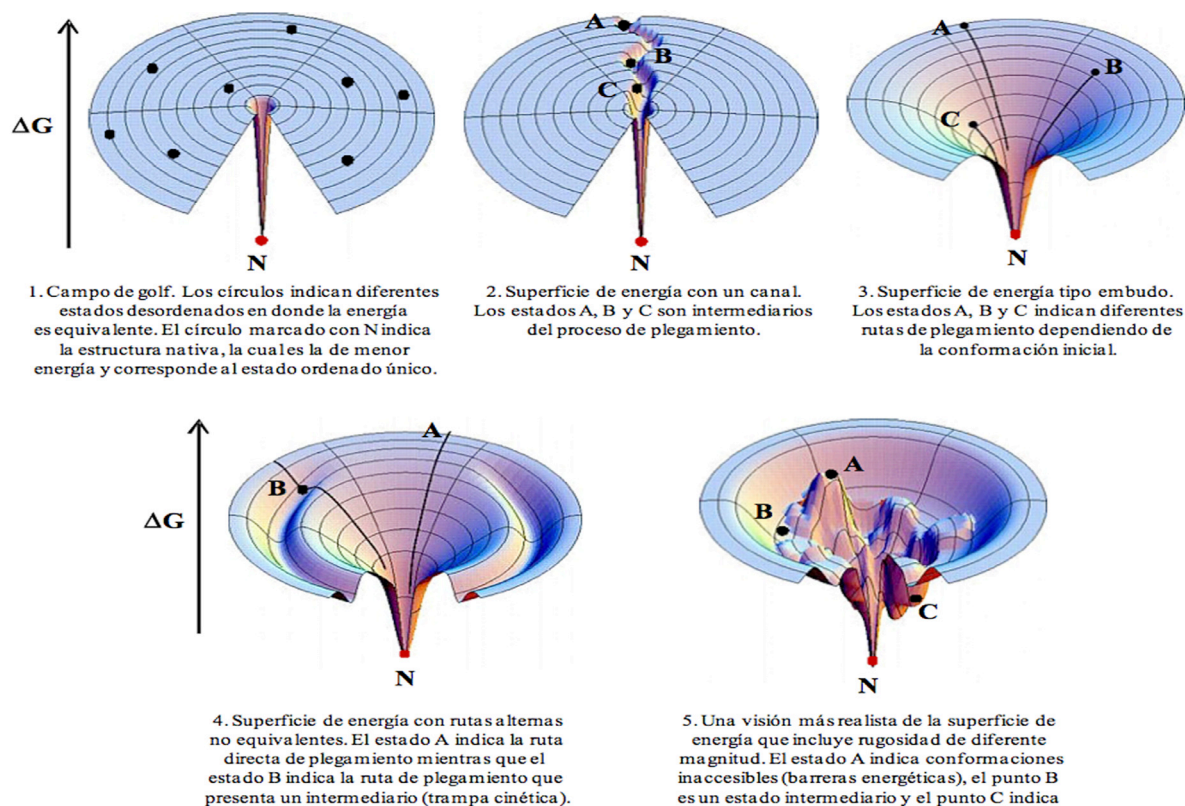 ΔG
N
1. Campo de golf. Los círculos indican diferentes
estados desordenados en donde la energía
es equivalente. El círculo marcado con N indica
la estructura nativa, la cual es la de menor
energía y corresponde al estado ordenado único.
A
B
C
N
2. Superficie de energía con un canal.
Los estados A, B y C son intermediarios
del proceso de plegamiento.
A
B
C
N
3. Superficie de energía tipo embudo.
Los estados A, B y C indican diferentes
rutas de plegamiento dependiendo de
la conformación inicial.
ΔG
A
B
N
4. Superficie de energía con rutas alternas
no equivalentes. El estado A indica la ruta
directa de plegamiento mientras que el
estado B indica la ruta de plegamiento que
presenta un intermediario (trampa cinética).
A
B
C
N
5. Una visión más realista de la superficie de
energía que incluye rugosidad de diferente
magnitud. El estado A indica conformaciones
inaccesibles (barreras energéticas), el punto B
es un estado intermediario y el punto C indica